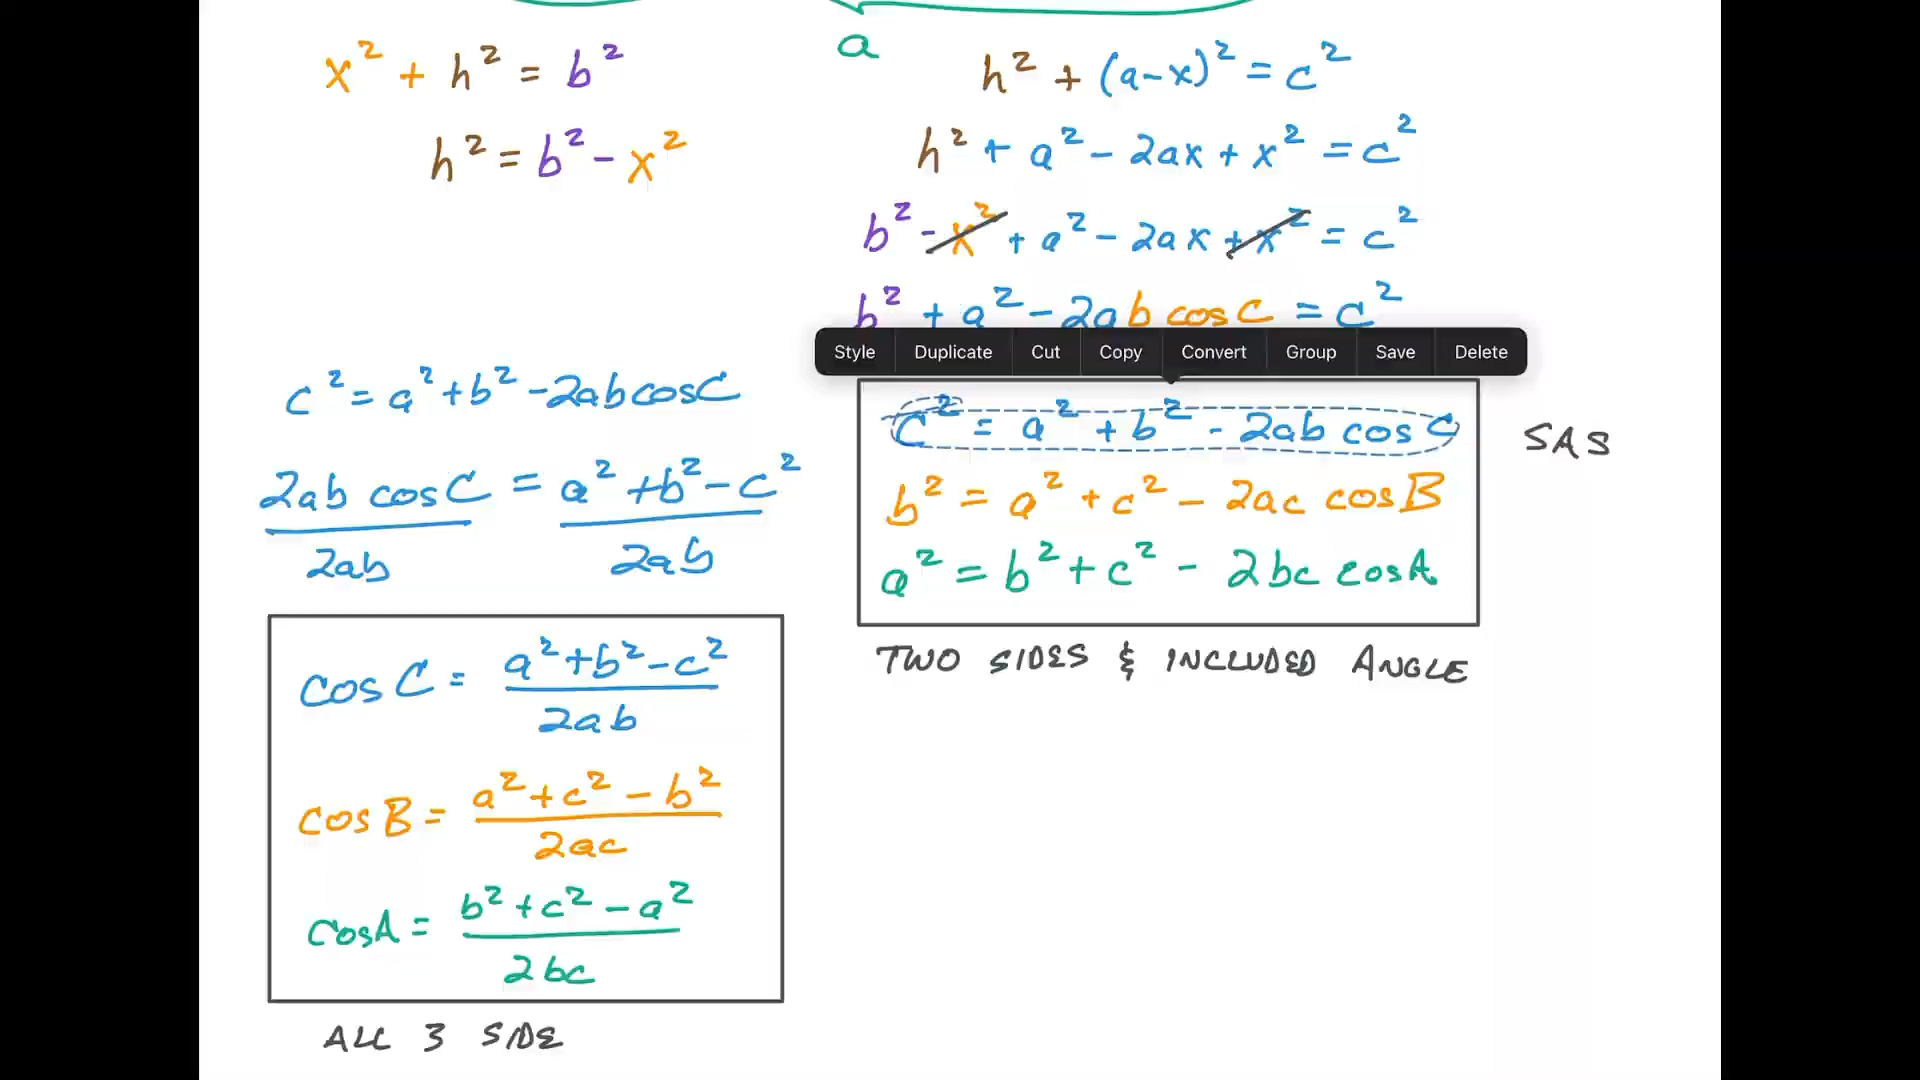 x² + h² = b²
h² = b² - x²
a
h² + (a-x)² = c²
h² + a² - 2ax + x² = c²
b² - x² + a² - 2ax + x² = c²
b² + a² - 2ab cos C = c²
Style Duplicate Cut Copy Convert Group Save Delete
c² = a² + b² - 2ab cos C
b² = a² + c² - 2ac cos B
a² = b² + c² - 2bc cos A
SAS
TWO SIDES & INCLUDED ANGLE
c² = a² + b² - 2ab cos C
2ab cos C = a² + b² - c²
2ab 2ab
cos C = a² + b² - c²
2ab
cos B = a² + c² - b²
2ac
cos A = b² + c² - a²
2bc
ALL 3 SIDE